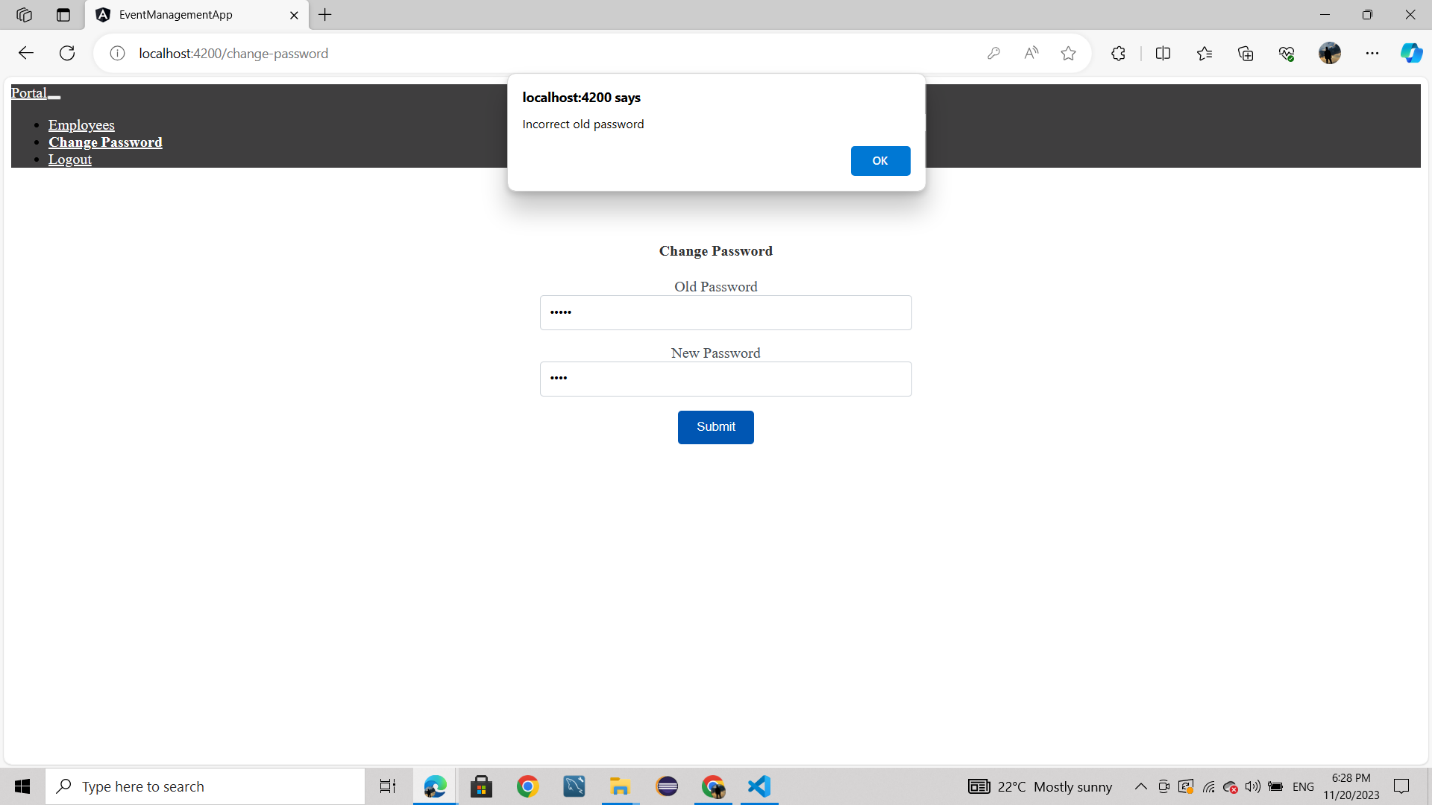 EventManagementApp
localhost:4200/change-password
localhost:4200 says
Incorrect old password
OK
Portal
Employees
Change Password
Logout
Change Password
Old Password
New Password
Submit
Type here to search
22°C Mostly sunny
ENG
6:28 PM
11/20/2023